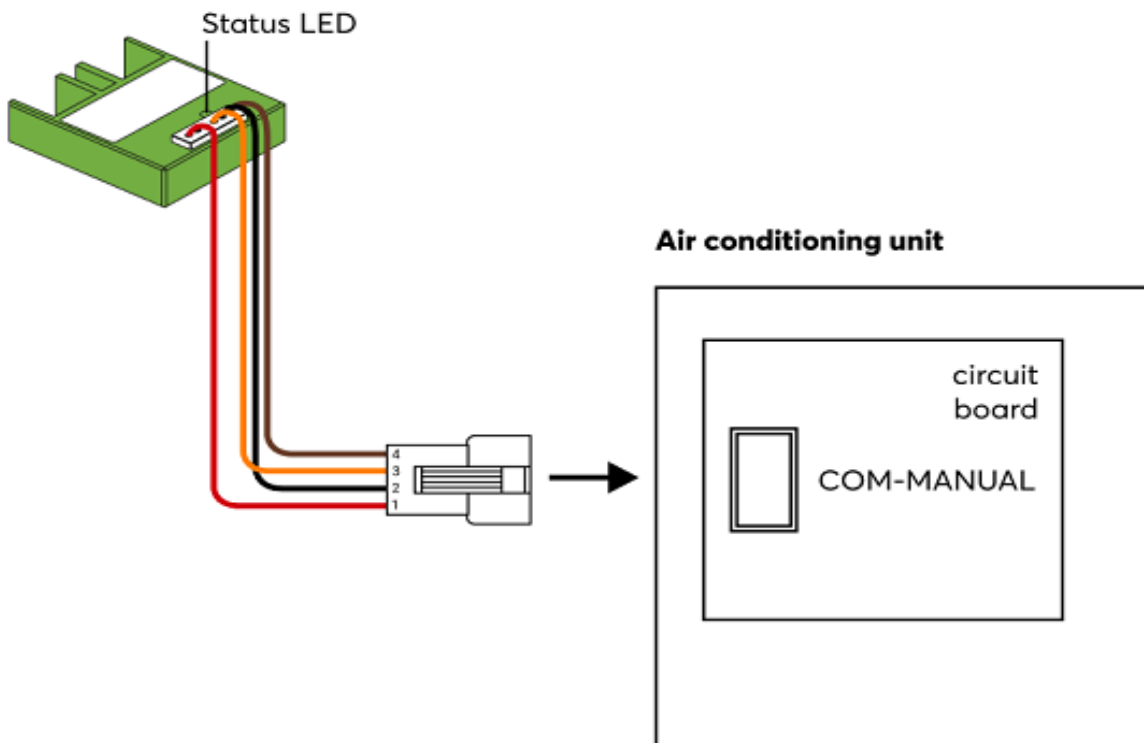 Status LED
Air conditioning unit
circuit
board
COM-MANUAL
4
3
2
1